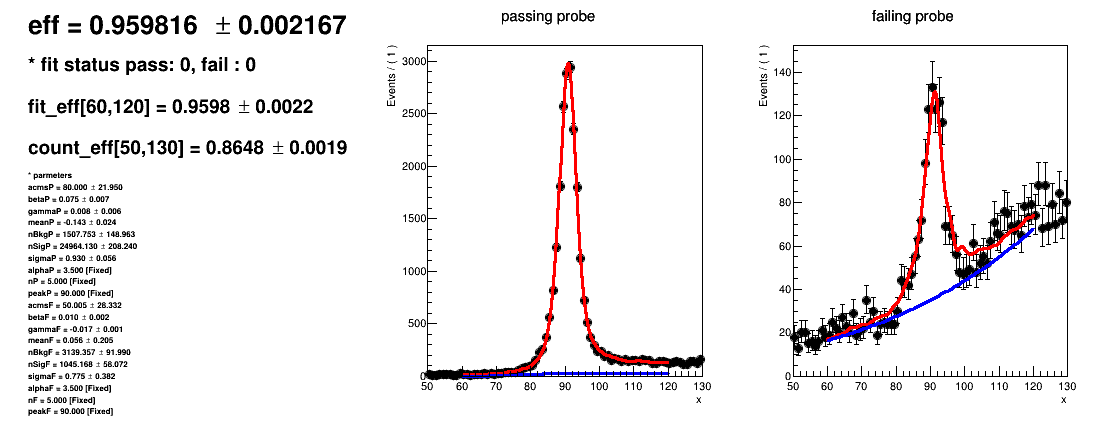 eff = 0.959816 ± 0.002167
* fit status pass: 0, fail : 0
fit_eff[60,120] = 0.9598 ± 0.0022
count_eff[50,130] = 0.8648 ± 0.0019
* parmeters
acmsP = 80.000 ± 21.950
betaP = 0.075 ± 0.007
gammaP = 0.008 ± 0.006
meanP = -0.143 ± 0.024
nBkgP = 1507.753 ± 148.963
nSigP = 24964.130 ± 208.240
sigmaP = 0.930 ± 0.056
alphaP = 3.500 [Fixed]
nP = 5.000 [Fixed]
peakP = 90.000 [Fixed]
acmsF = 50.005 ± 28.332
betaF = 0.010 ± 0.002
gammaF = -0.017 ± 0.001
meanF = 0.056 ± 0.205
nBkgF = 3139.357 ± 91.990
nSigF = 1045.168 ± 58.072
sigmaF = 0.775 ± 0.382
alphaF = 3.500 [Fixed]
nF = 5.000 [Fixed]
peakF = 90.000 [Fixed]
passing probe
Events / ( 1 )
3000
2500
2000
1500
1000
500
0
50 60 70 80 90 100 110 120 130
x
failing probe
Events / ( 1 )
140
120
100
80
60
40
20
0
50 60 70 80 90 100 110 120 130
x